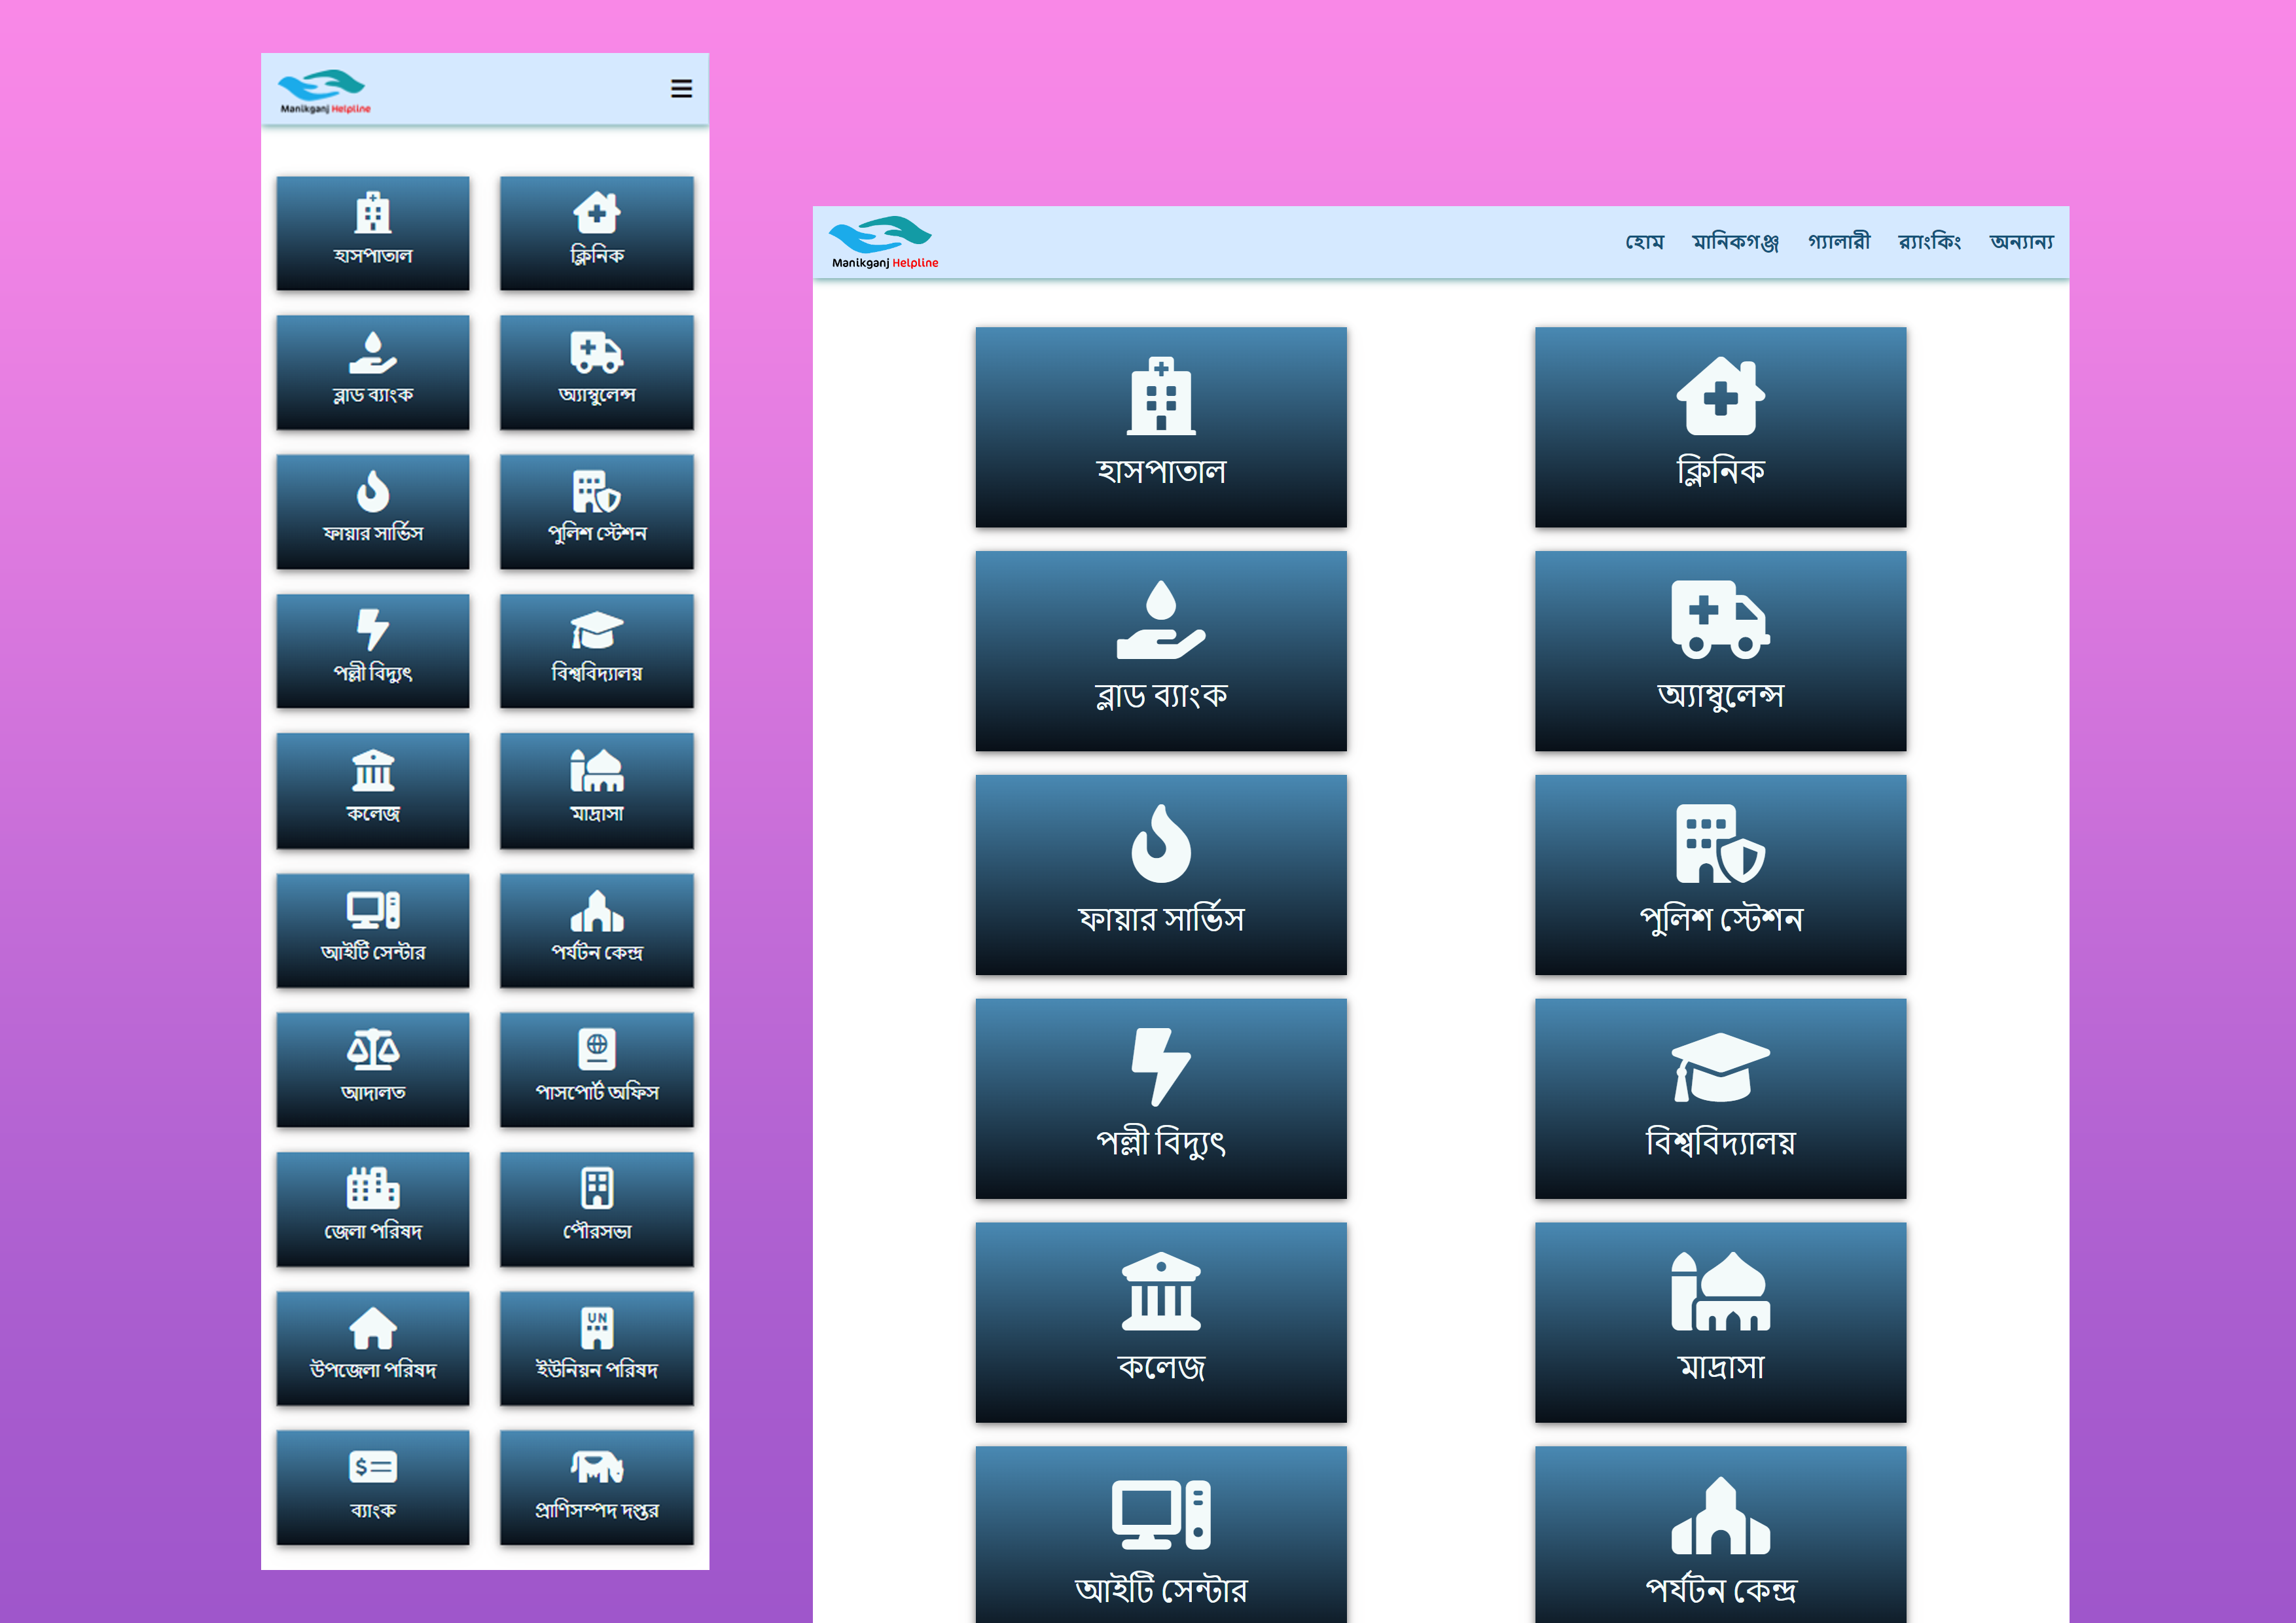 Manikganj Helpline
হাসপাতাল
ক্লিনিক
ব্লাড ব্যাংক
অ্যাম্বুলেন্স
ফায়ার সার্ভিস
পুলিশ স্টেশন
পল্লী বিদ্যুৎ
বিশ্ববিদ্যালয়
কলেজ
মাদ্রাসা
আইটি সেন্টার
পর্যটন কেন্দ্র
আদালত
পাসপোর্ট অফিস
জেলা পরিষদ
পৌরসভা
উপজেলা পরিষদ
UN
ইউনিয়ন পরিষদ
$
ব্যাংক
প্রাণিসম্পদ দপ্তর
Manikganj Helpline
হোম মানিকগঞ্জ গ্যালারী র‍্যাংকিং অন্যান্য
হাসপাতাল
ক্লিনিক
ব্লাড ব্যাংক
অ্যাম্বুলেন্স
ফায়ার সার্ভিস
পুলিশ স্টেশন
পল্লী বিদ্যুৎ
বিশ্ববিদ্যালয়
কলেজ
মাদ্রাসা
আইটি সেন্টার
পর্যটন কেন্দ্র